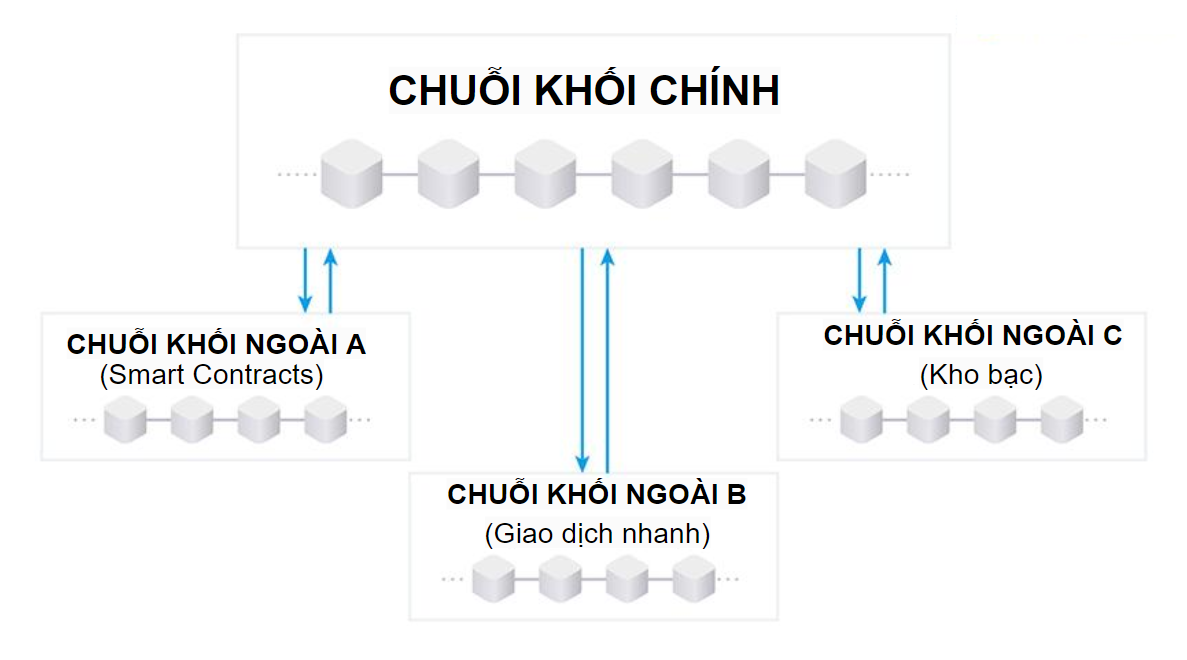 CHUỖI KHỐI CHÍNH
CHUỖI KHỐI NGOÀI A
(Smart Contracts)
CHUỖI KHỐI NGOÀI C
(Kho bạc)
CHUỖI KHỐI NGOÀI B
(Giao dịch nhanh)